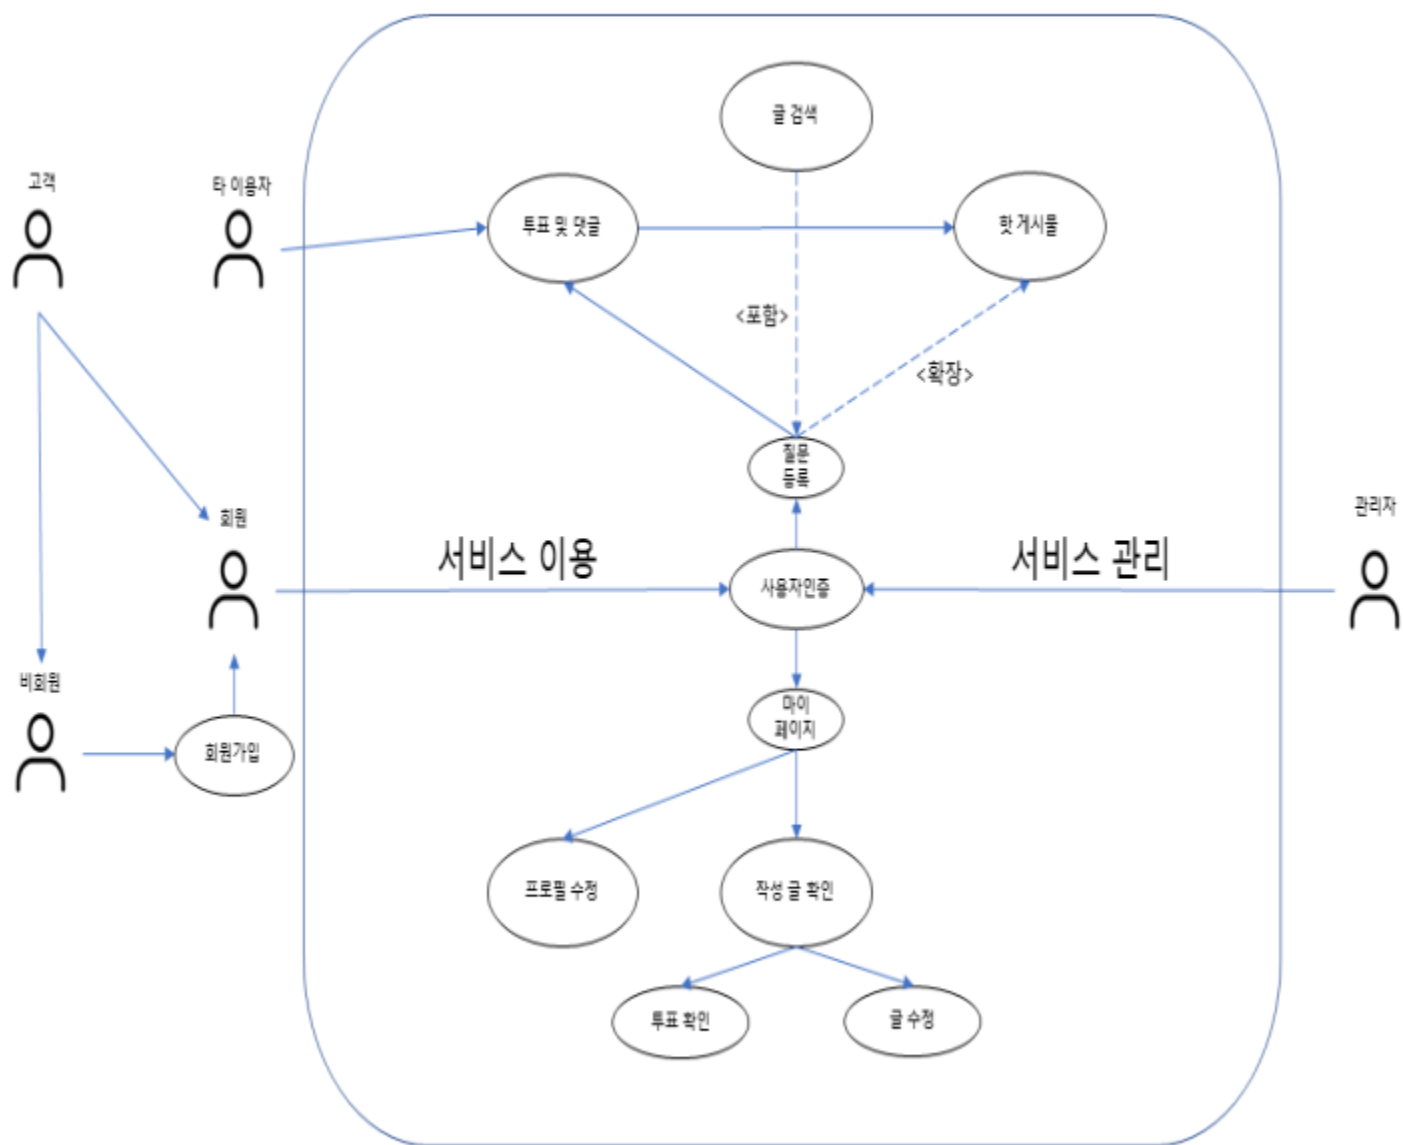 글 검색
고객
타 이용자
투표 및 댓글
핫 게시물
<포함>
<확장>
질문
등록
회원
관리자
서비스 이용
서비스 관리
사용자인증
비회원
마이
페이지
회원가입
프로필 수정
작성 글 확인
투표 확인
글 수정